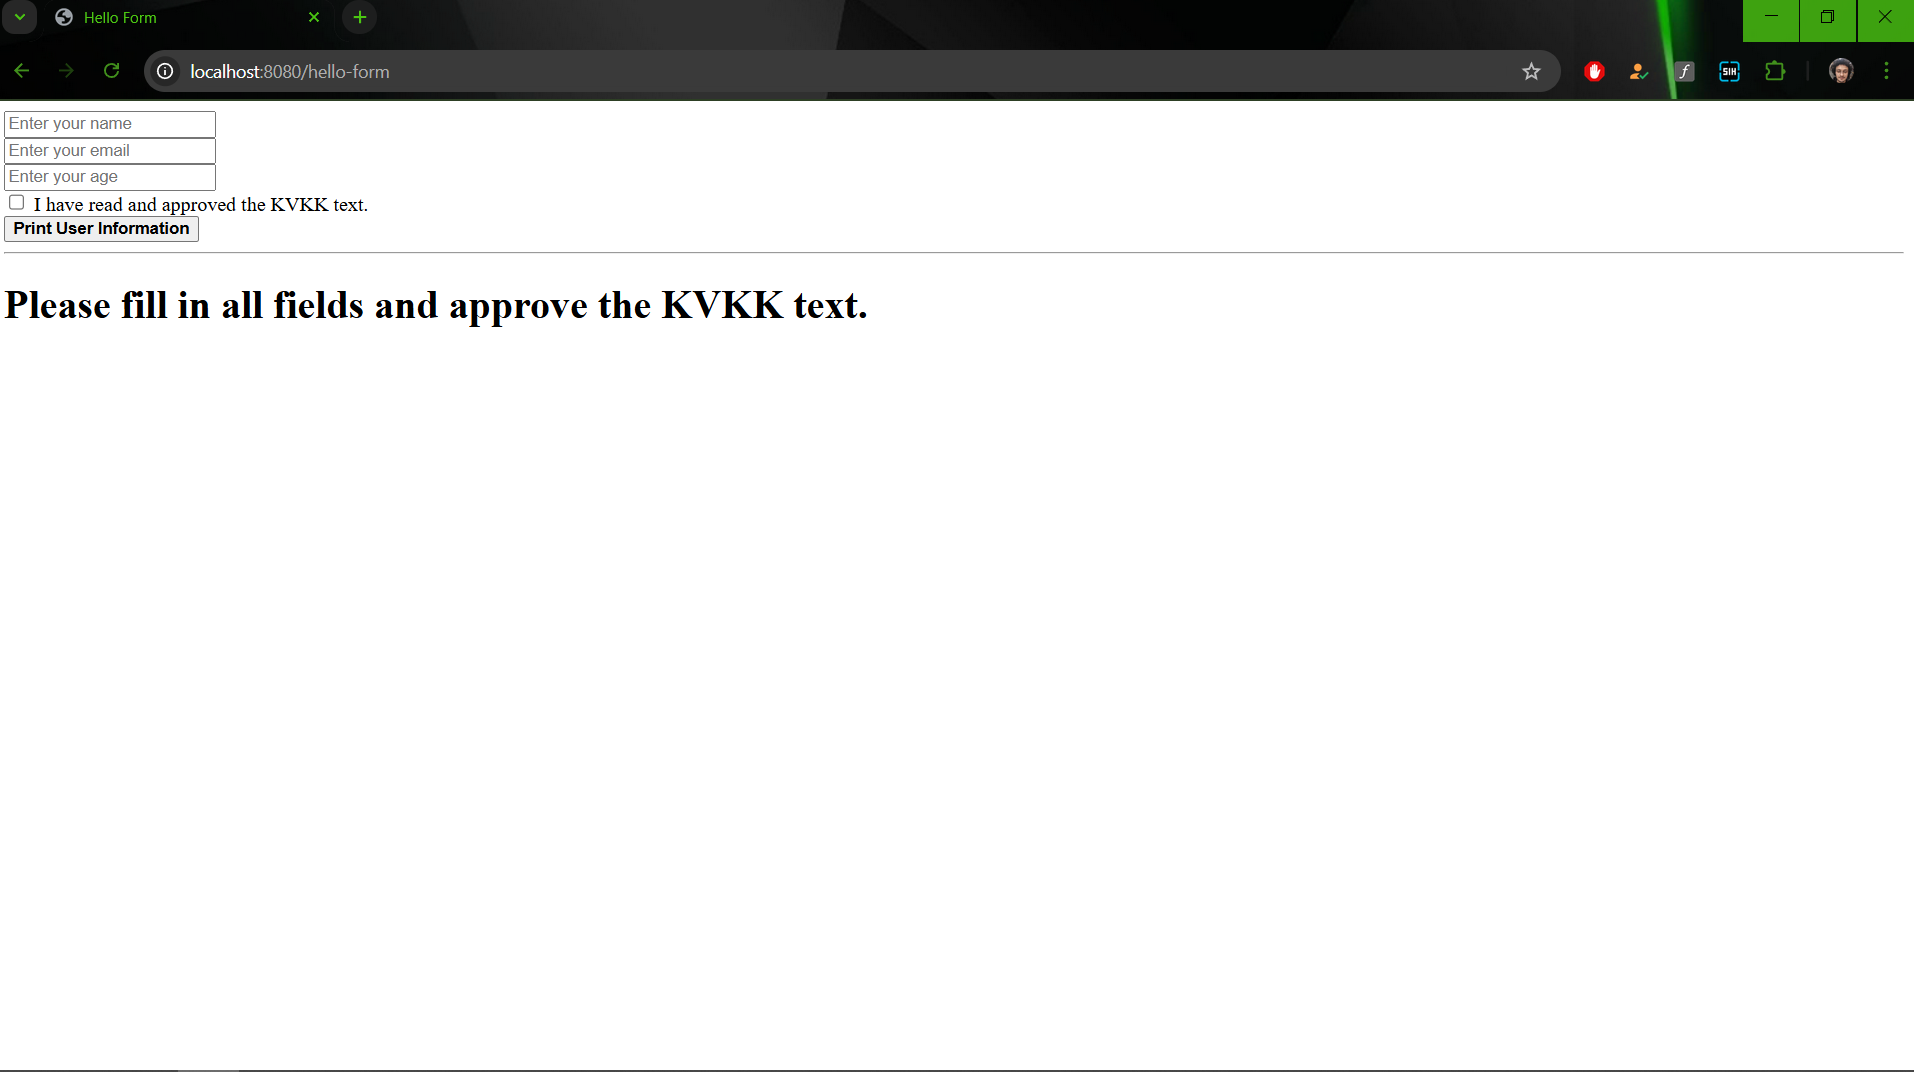 Hello Form
localhost:8080/hello-form
SIH
Enter your name
Enter your email
Enter your age
I have read and approved the KVKK text.
Print User Information
Please fill in all fields and approve the KVKK text.